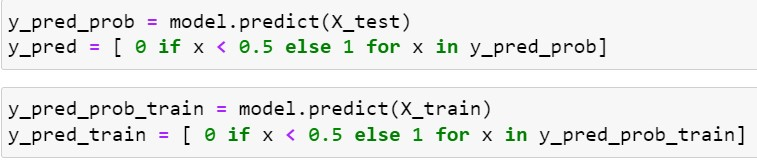 y_pred_prob = model.predict(X_test)
y_pred = [ 0 if x < 0.5 else 1 for x in y_pred_prob]
y_pred_prob_train = model.predict(X_train)
y_pred_train = [ 0 if x < 0.5 else 1 for x in y_pred_prob_train]